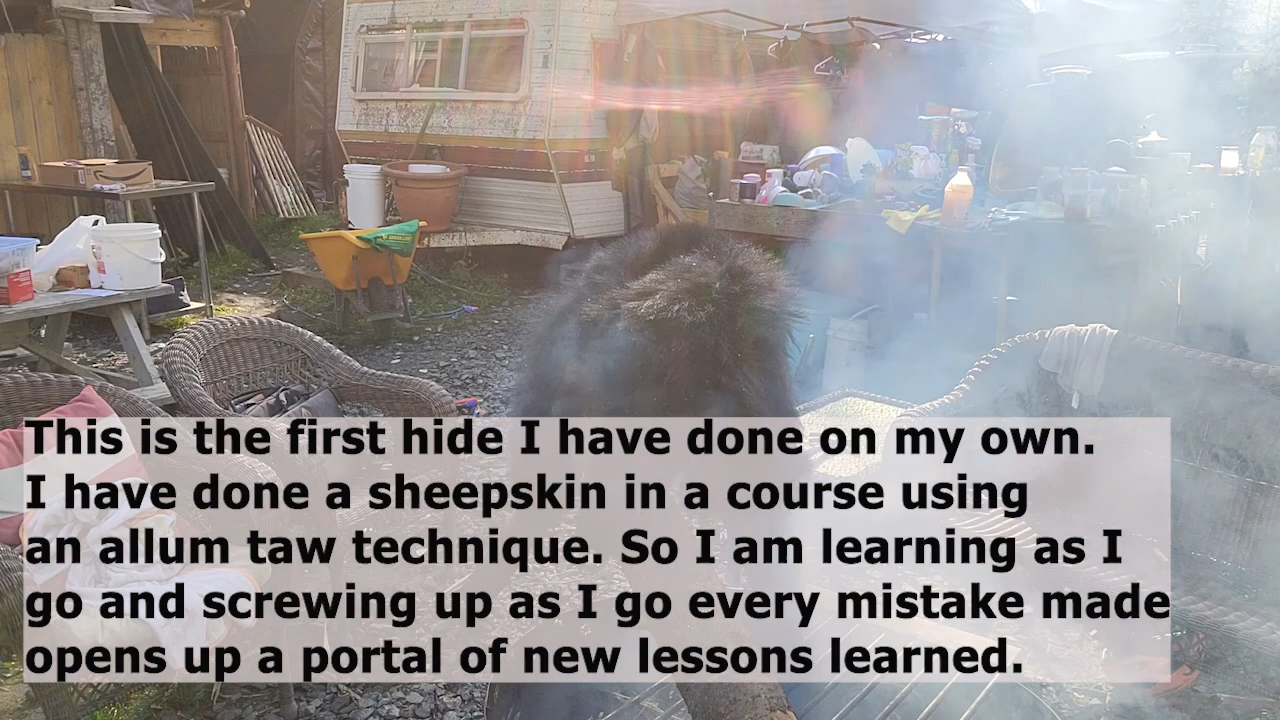 This is the first hide I have done on my own.
I have done a sheepskin in a course using
an allum taw technique. So I am learning as I
go and screwing up as I go every mistake made
opens up a portal of new lessons learned.